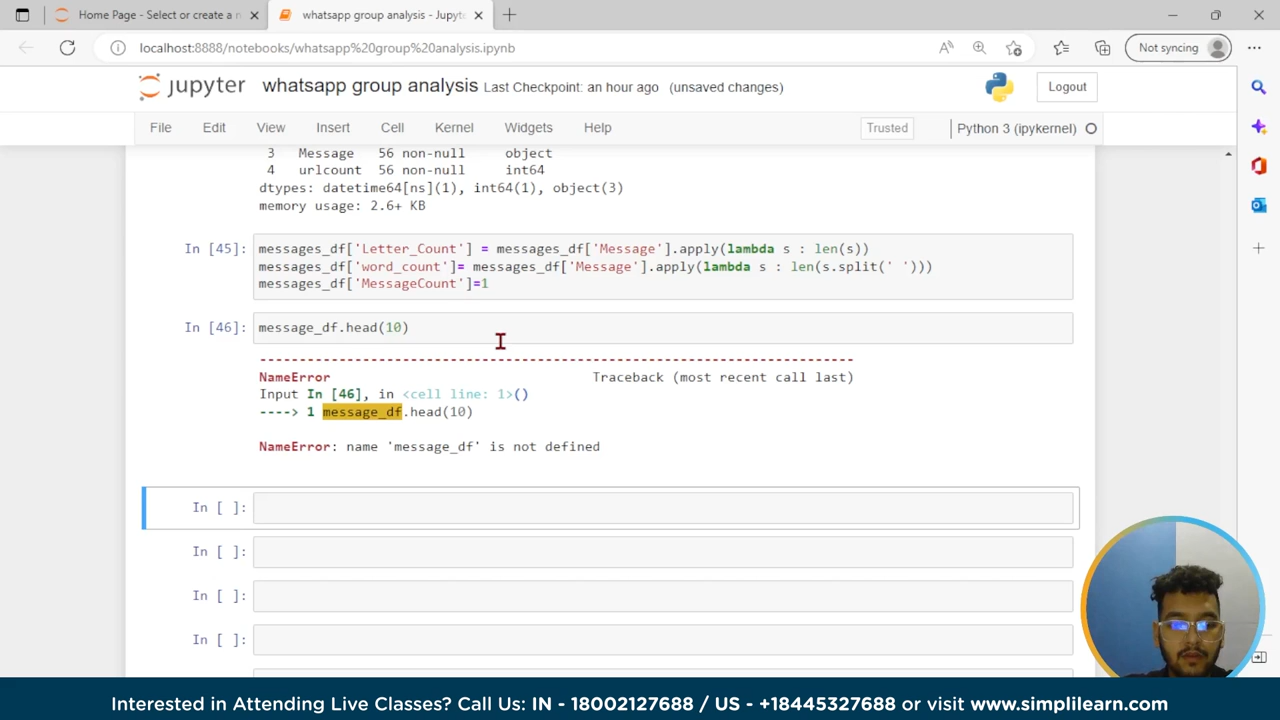 Home Page - Select or create a n
whatsapp group analysis - Jupyte
localhost:8888/notebooks/whatsapp%20group%20analysis.ipynb
Not syncing
jupyter whatsapp group analysis Last Checkpoint: an hour ago (unsaved changes)
Logout
File Edit View Insert Cell Kernel Widgets Help
Trusted
Python 3 (ipykernel)
3 Message 56 non-null object
4 urlcount 56 non-null int64
dtypes: datetime64[ns](1), int64(1), object(3)
memory usage: 2.6+ KB
In [45]: messages_df['Letter_Count'] = messages_df['Message'].apply(lambda s : len(s))
messages_df['word_count']= messages_df['Message'].apply(lambda s : len(s.split(' ')))
messages_df['MessageCount']=1
In [46]: message_df.head(10)
---------------------------------------------------------------------------
NameError Traceback (most recent call last)
Input In [46], in <cell line: 1>()
----> 1 message_df.head(10)
NameError: name 'message_df' is not defined
In [ ]:
In [ ]:
In [ ]:
In [ ]:
Interested in Attending Live Classes? Call Us: IN - 18002127688 / US - +18445327688 or visit www.simplilearn.com